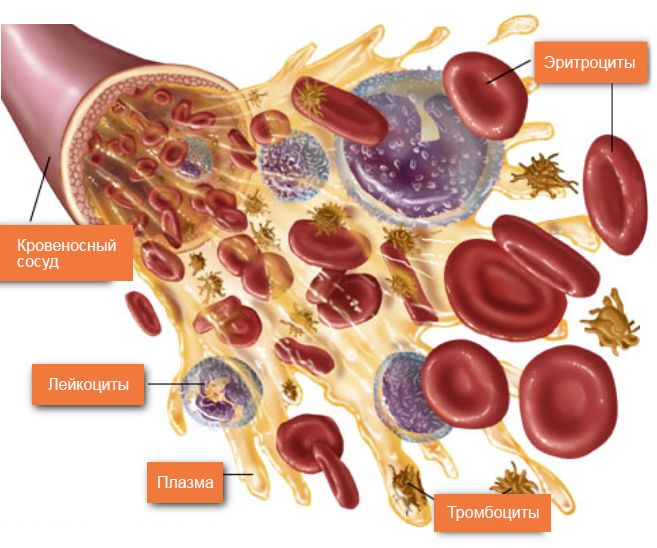 Эритроциты
Кровеносный
сосуд
Лейкоциты
Плазма
Тромбоциты